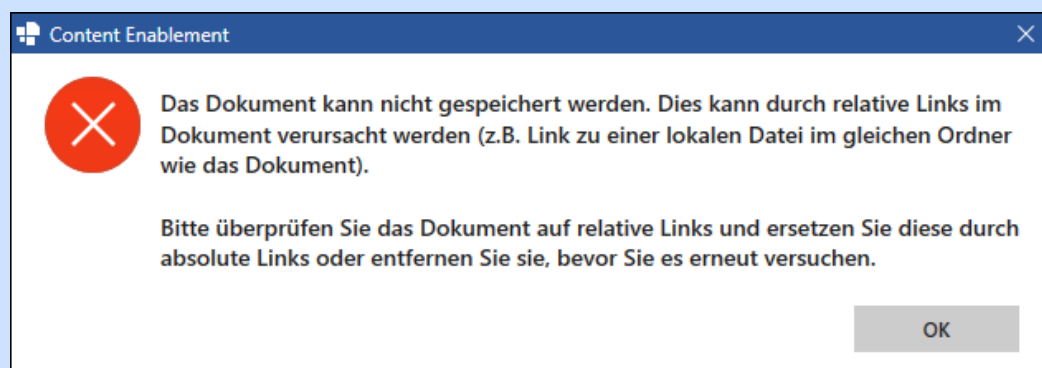 Content Enablement
Das Dokument kann nicht gespeichert werden. Dies kann durch relative Links im
Dokument verursacht werden (z.B. Link zu einer lokalen Datei im gleichen Ordner
wie das Dokument).
Bitte überprüfen Sie das Dokument auf relative Links und ersetzen Sie diese durch
absolute Links oder entfernen Sie sie, bevor Sie es erneut versuchen.
OK